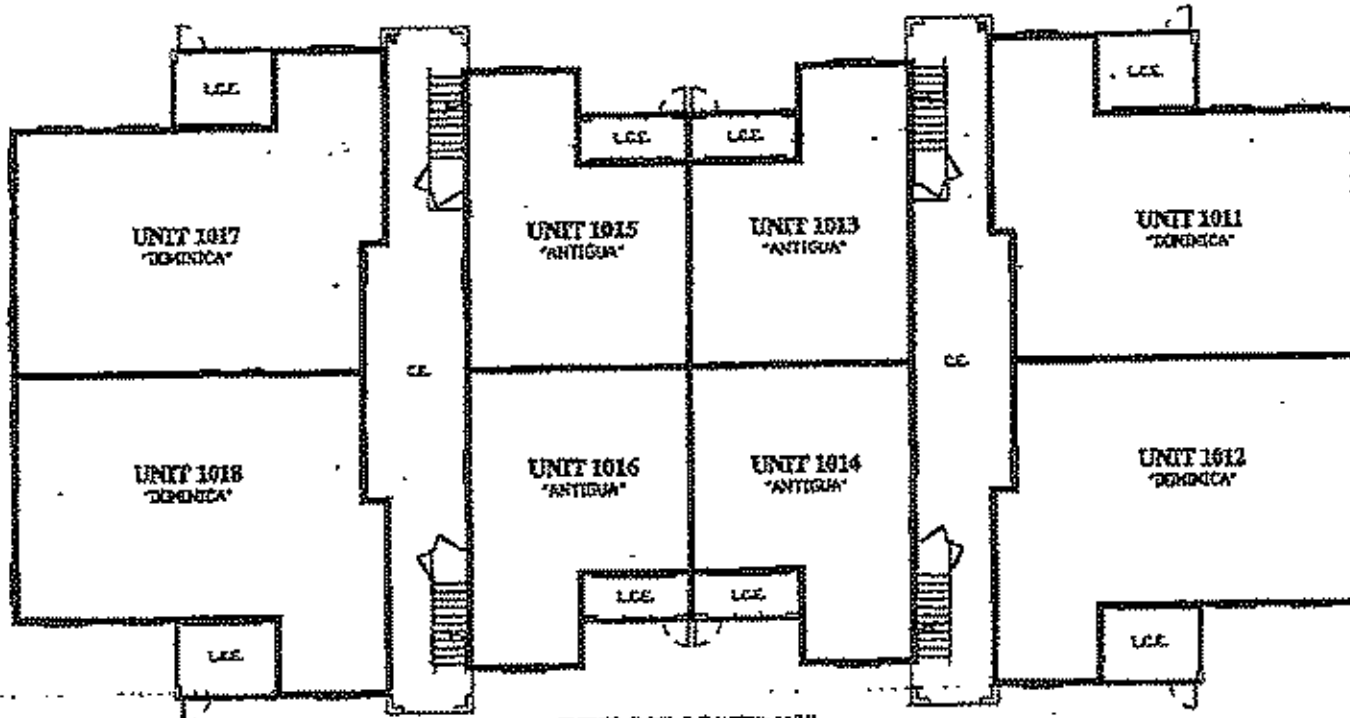 L.C.E.
L.C.E.
L.C.E.
L.C.E.
UNIT 1017
"DOMINICA"
UNIT 1015
"ANTIGUA"
UNIT 1013
"ANTIGUA"
UNIT 1011
"DOMINICA"
C.E.
C.E.
UNIT 1018
"DOMINICA"
UNIT 1016
"ANTIGUA"
UNIT 1014
"ANTIGUA"
UNIT 1012
"DOMINICA"
L.C.E.
L.C.E.
L.C.E.
L.C.E.